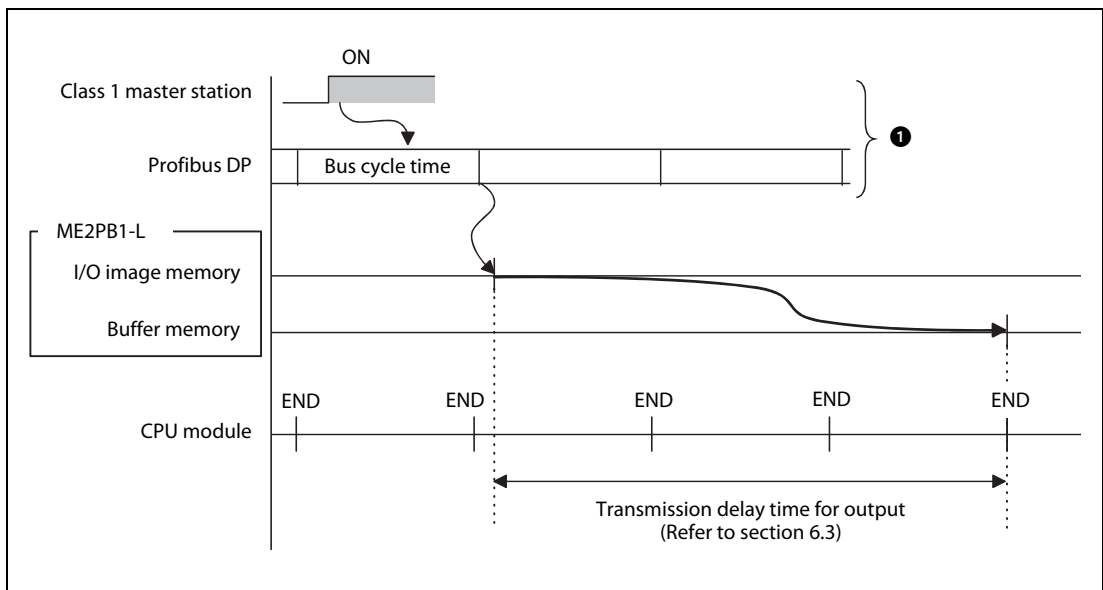 ON
Class 1 master station
❶
Profibus DP
Bus cycle time
ME2PB1-L
I/O image memory
Buffer memory
END END END END END
CPU module
Transmission delay time for output
(Refer to section 6.3)